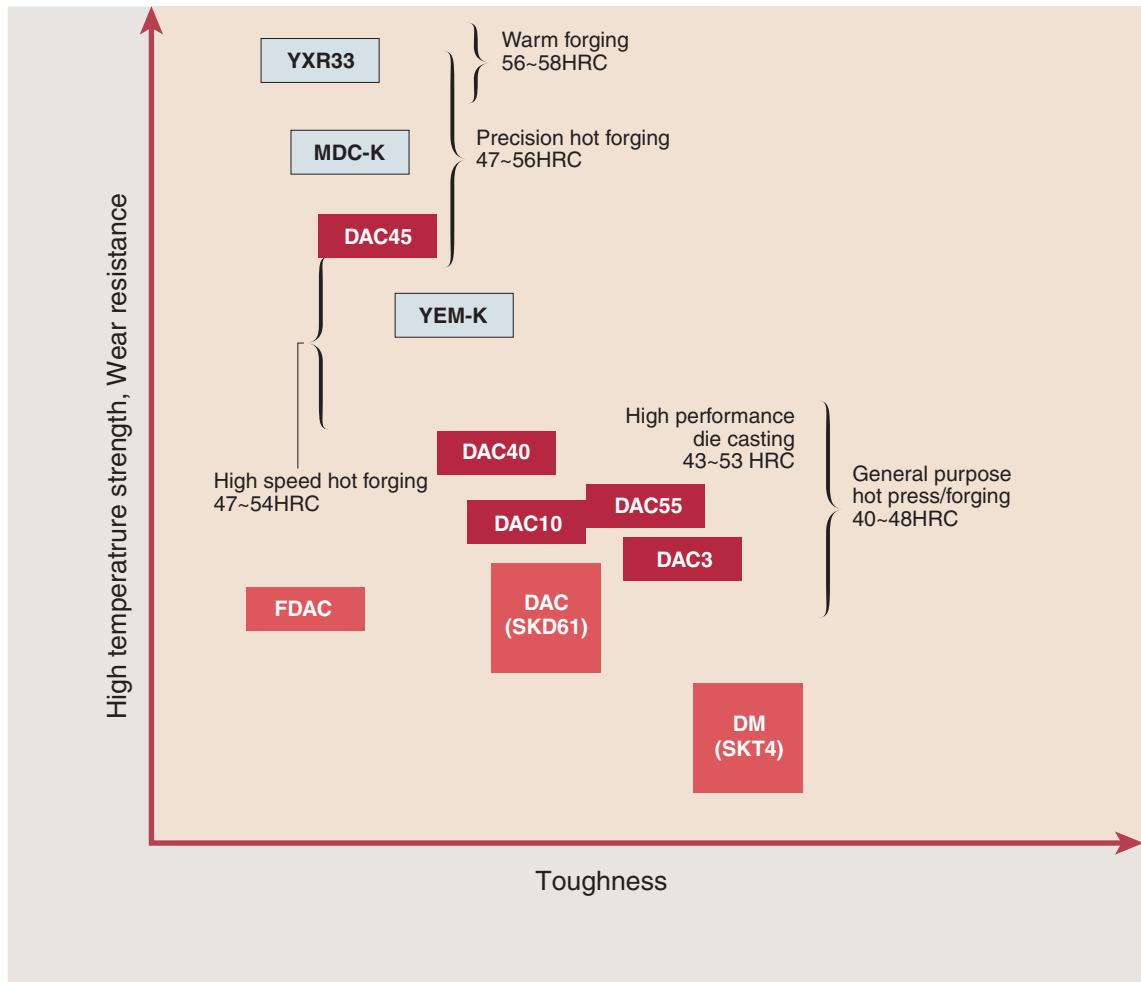 YXR33
Warm forging
56~58HRC
MDC-K
Precision hot forging
47~56HRC
DAC45
YEM-K
High temperatrure strength, Wear resistance
High performance
die casting
43~53 HRC
DAC40
General purpose
hot press/forging
40~48HRC
High speed hot forging
47~54HRC
DAC55
DAC10
DAC3
FDAC
DAC
(SKD61)
DM
(SKT4)
Toughness